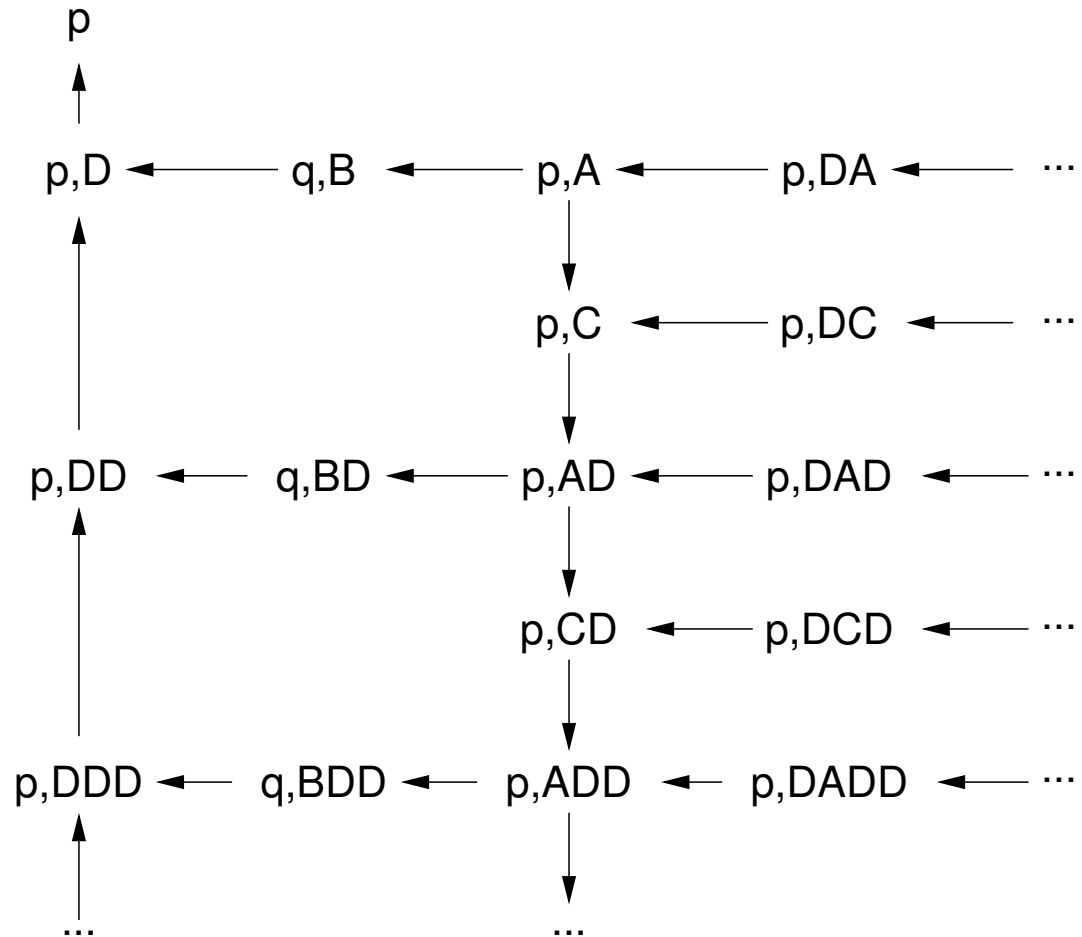 p
p,D q,B p,A p,DA ...
p,C p,DC ...
p,DD q,BD p,AD p,DAD ...
p,CD p,DCD ...
p,DDD q,BDD p,ADD p,DADD ...
... ...